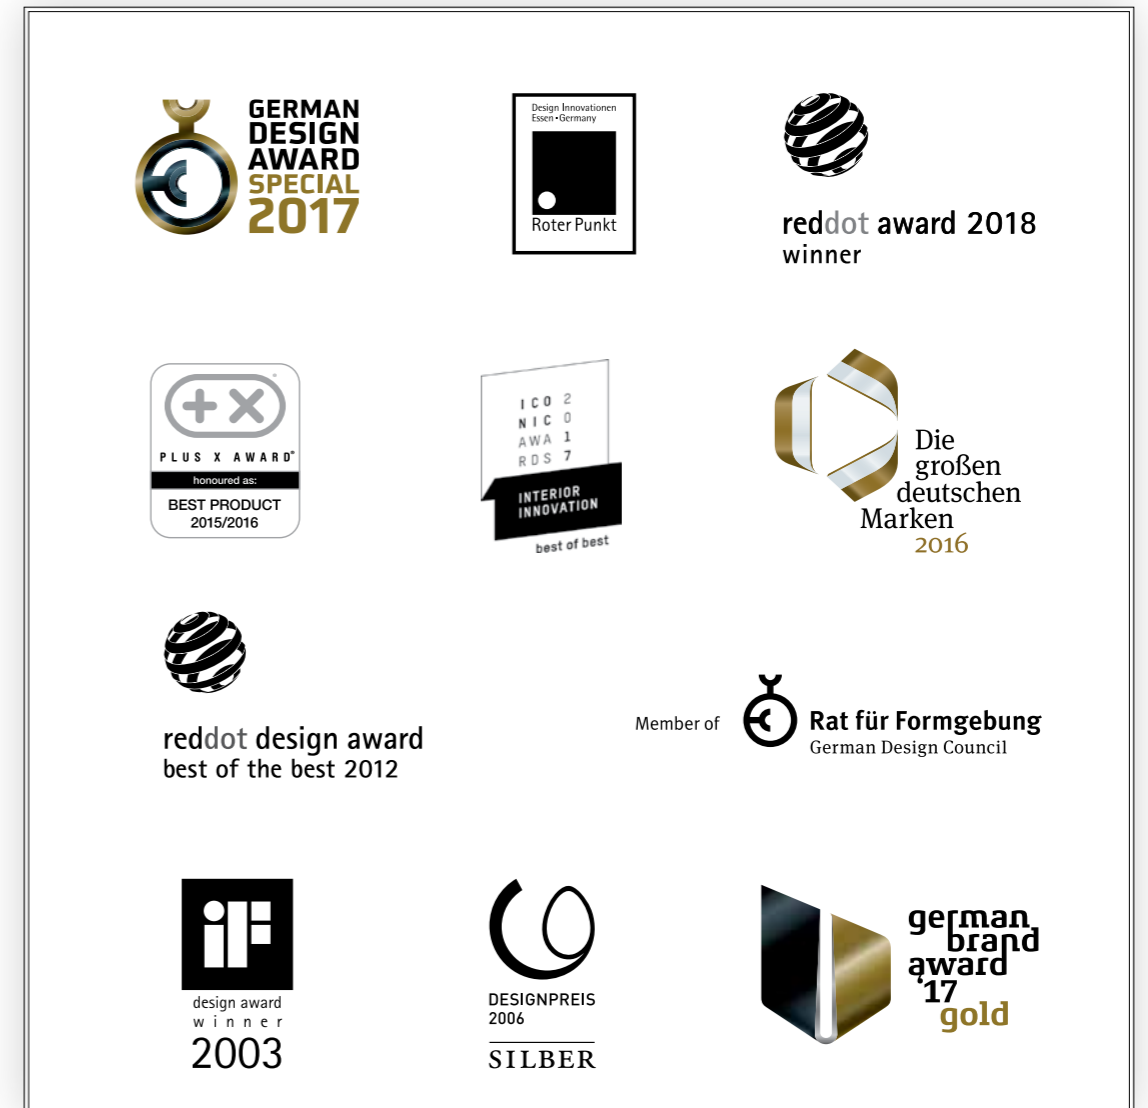 GERMAN
DESIGN
AWARD
SPECIAL
2017
Design Innovationen
Essen • Germany
Roter Punkt
reddot award 2018
winner
PLUS X AWARD®
honoured as:
BEST PRODUCT
2015/2016
ICO 2
NIC 0
AWA 1
RDS 7
INTERIOR
INNOVATION
best of best
Die
großen
deutschen
Marken
2016
reddot design award
best of the best 2012
Member of
Rat für Formgebung
German Design Council
iF
design award
winner
2003
DESIGNPREIS
2006
SILBER
german
brand
award
'17
gold